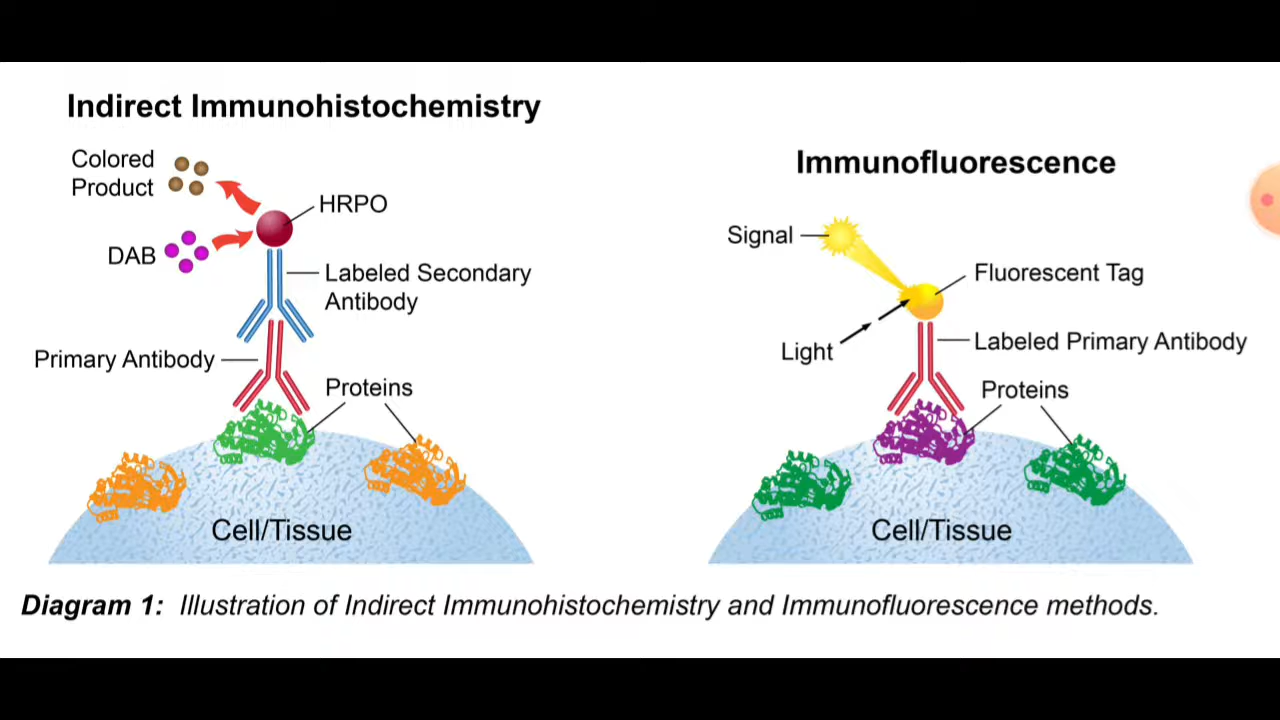 Indirect Immunohistochemistry
Colored
Product
HRPO
DAB
Labeled Secondary
Antibody
Primary Antibody
Proteins
Cell/Tissue
Immunofluorescence
Signal
Fluorescent Tag
Light
Labeled Primary Antibody
Proteins
Cell/Tissue
Diagram 1: Illustration of Indirect Immunohistochemistry and Immunofluorescence methods.